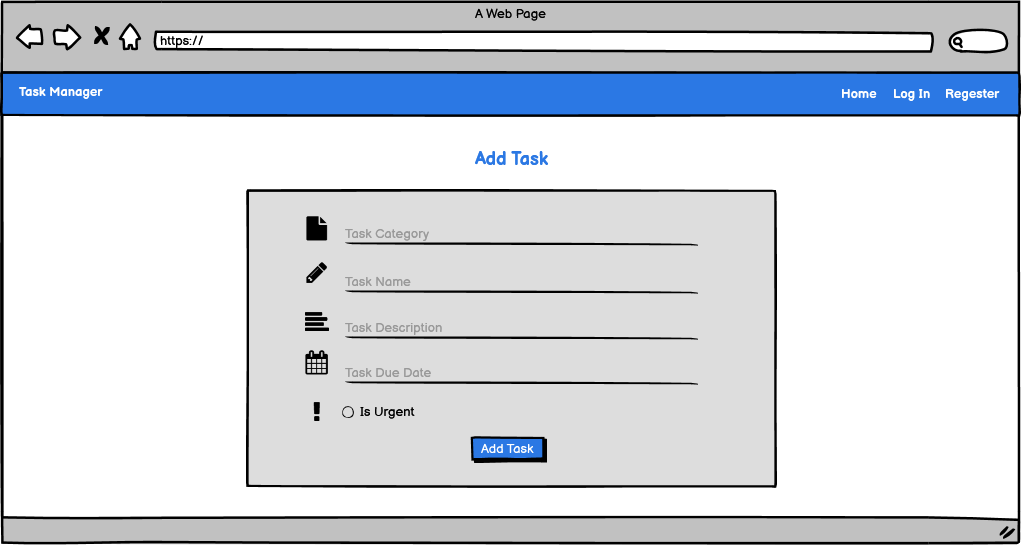 A Web Page
https://
Task Manager
Home Log In Regester
Add Task
Task Category
Task Name
Task Description
Task Due Date
Is Urgent
Add Task